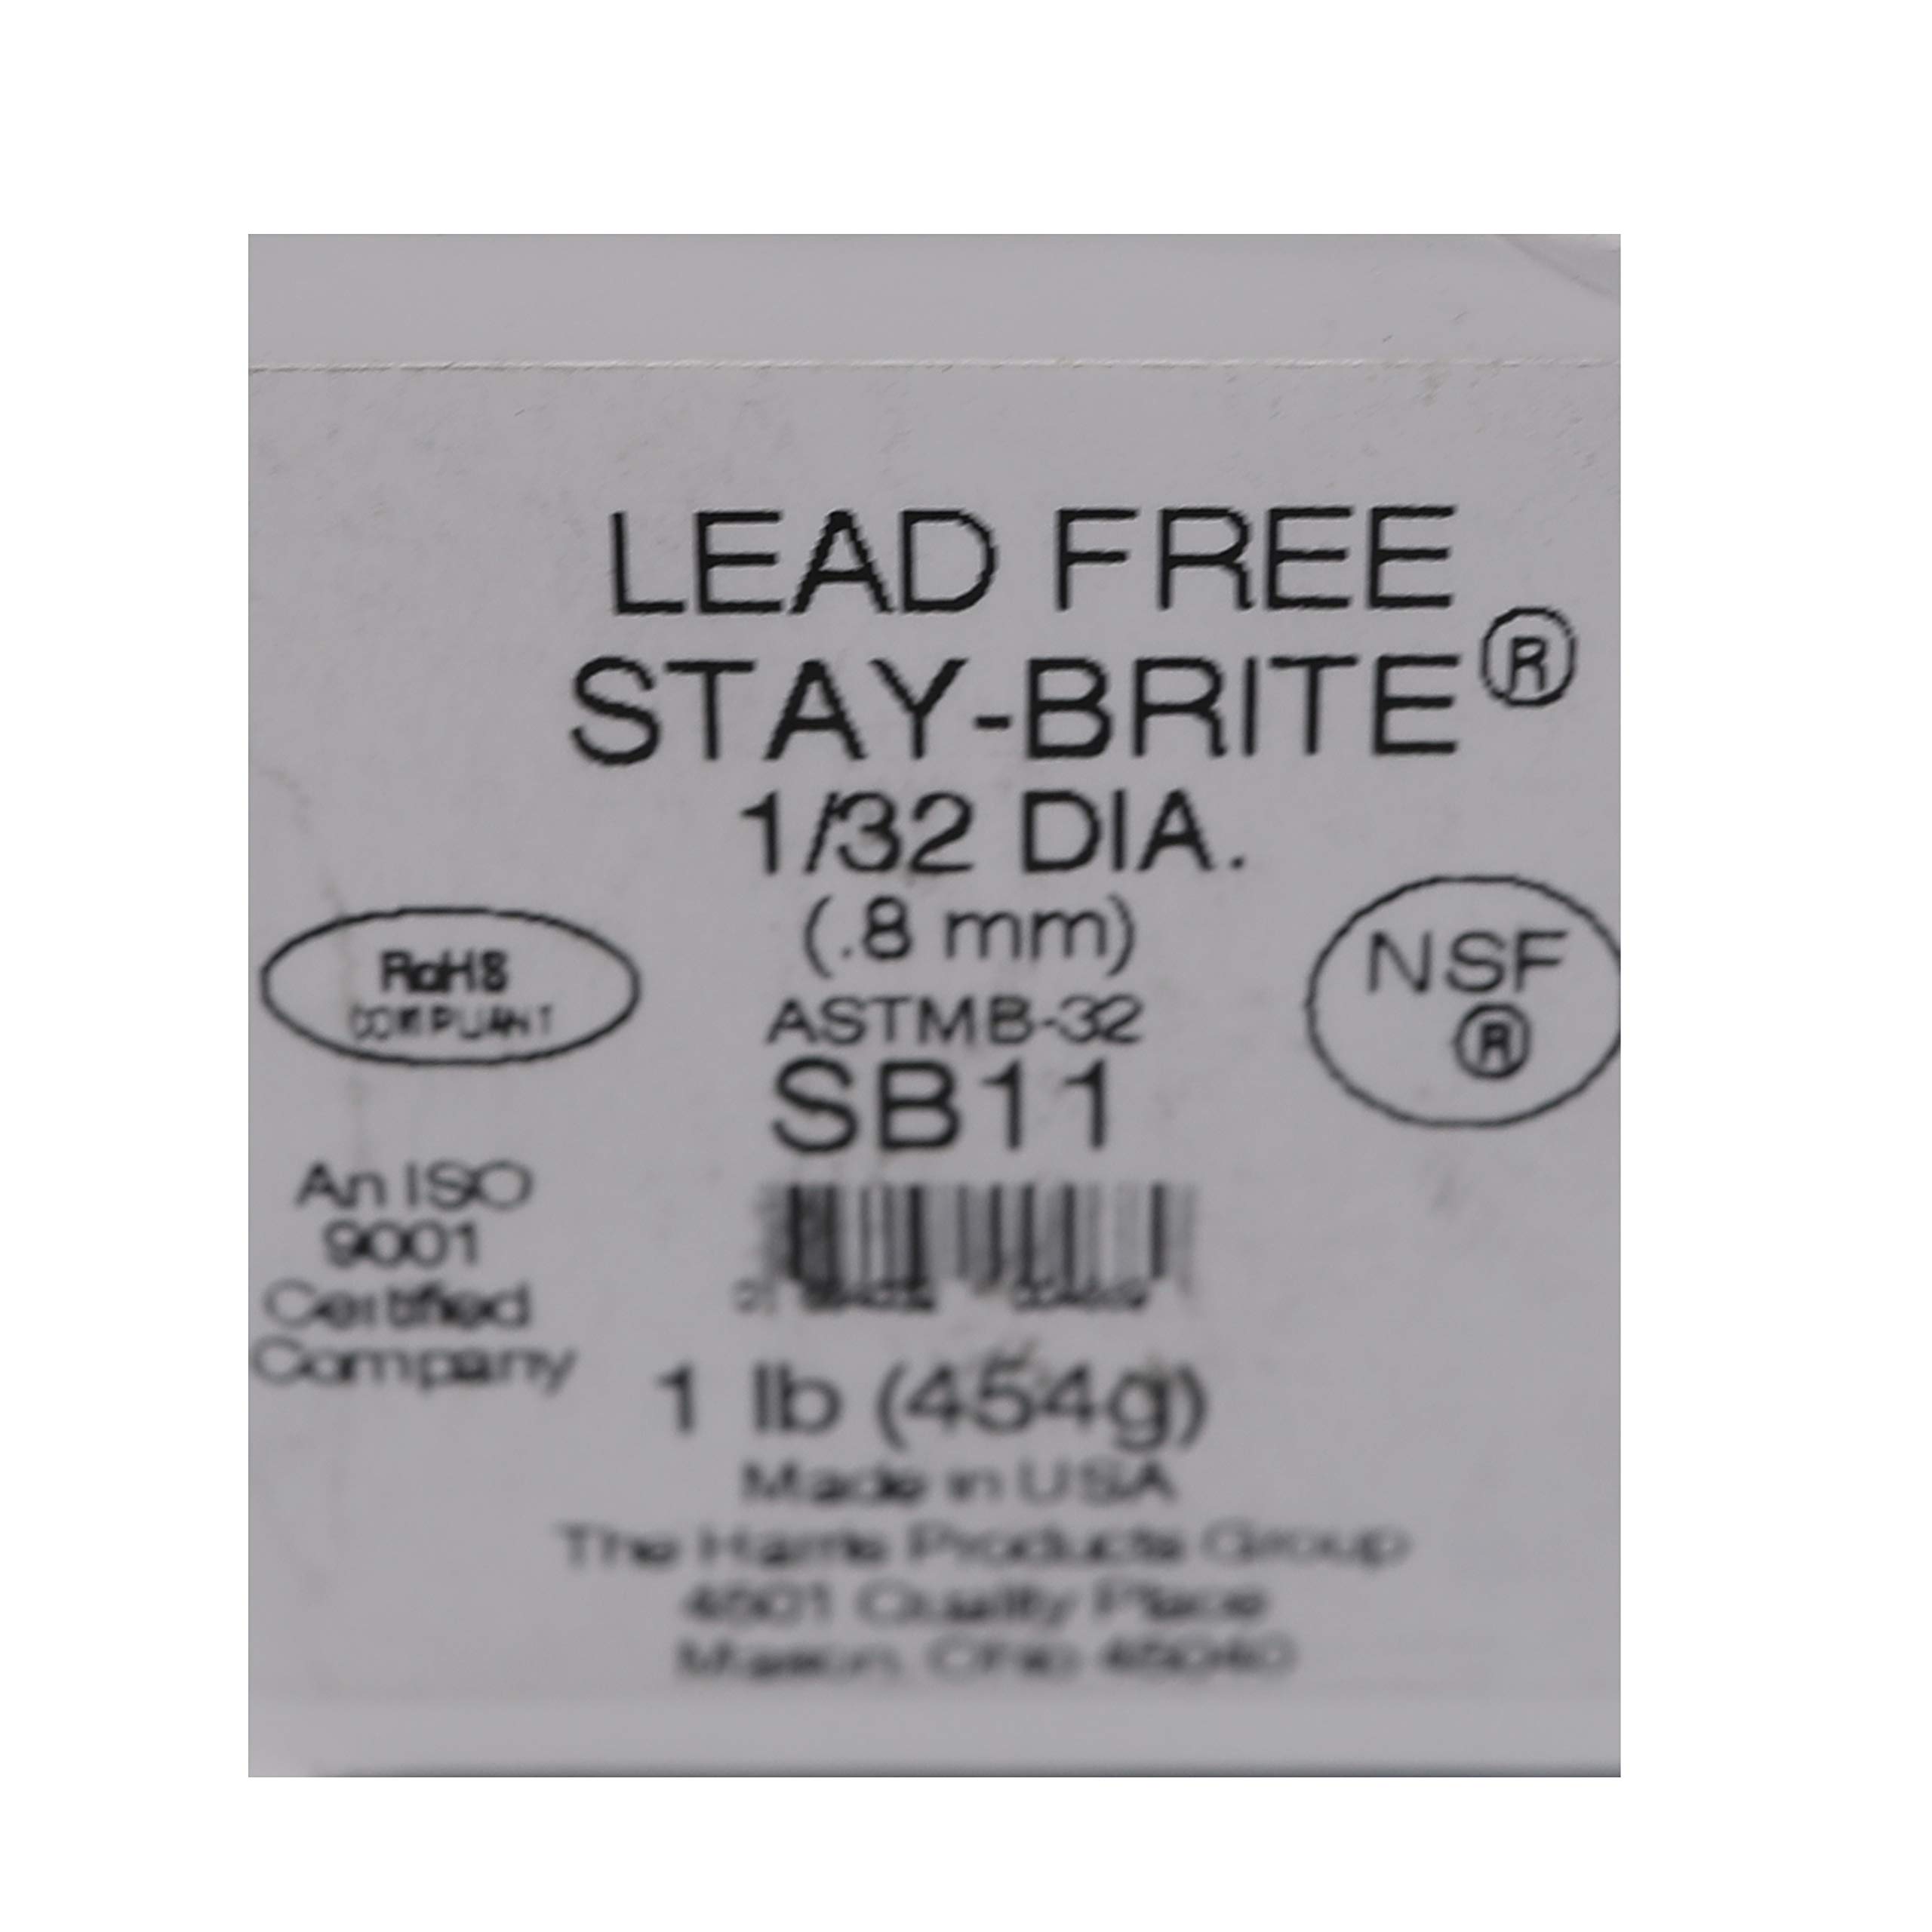 LEAD FREE
STAY-BRITE®
1/32 DIA.
(.8 mm)
RoHS
COMPLIANT
NSF
®
ASTMB-32
SB11
An ISO
9001
Certified
Company
1 lb (454g)
Made in USA
The Harris Products Group
4501 Quality Place
Mason, Ohio 45040